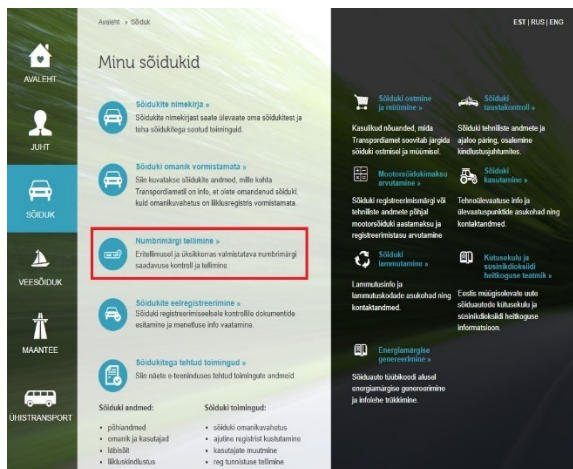 Avaleht » Sõiduk
EST | RUS | ENG
AVALEHT
JUHT
SÕIDUK
VEESÕIDUK
MAANTEE
ÜHISTRANSPORT
Minu sõidukid
Sõidukite nimekiri »
Sõidukite nimekirjast saate ülevaate oma sõidukitest ja
teha sõidukitega seotud toiminguid.
Sõiduki omanik vormistamata »
Siin kuvatakse sõidukite andmed, mille kohta
Transpordiametil on info, et olete omandanud sõiduki,
kuid omanikuvahetus on liiklusregistris vormistamata.
Numbrimärgi tellimine »
Eritellimusel ja üksikkorras valmistatava numbrimärgi
saadavuse kontroll ja tellimine.
Sõidukite eelregistreerimine »
Sõiduki registreerimiseelsele kontrollile dokumentide
esitamine ja menetluse info vaatamine.
Sõidukitega tehtud toimingud »
Siin näete e-teeninduses tehtud toimingute andmeid.
Sõiduki andmed:
• põhiandmed
• omanik ja kasutajad
• läbisõit
• liikluskindlustus
Sõiduki toimingud:
• sõiduki omanikuvahetus
• ajutine registrist kustutamine
• kasutajate muutmine
• reg tunnistuse tellimine
Sõiduki ostmine
ja müümine »
Kasulikud nõuanded, mida
Transpordiamet soovitab järgida
sõiduki ostmisel ja müümisel.
Sõiduki
taustakontroll »
Sõiduki tehniliste andmete ja
ajaloo päring, osalemine
kindlustusjuhtumites.
Mootorsõidukimaksu
arvutamine »
Sõiduki registreerimismärgi või
tehniliste andmete põhjal
mootorsõiduki aastamaksu ja
registreerimistasu arvutamine
Sõiduki
kasutamine »
Tehnoülevaatuse info ja
ülevaatuspunktide asukohad ning
kontaktandmed.
Sõiduki
lammutamine »
Lammutusinfo ja
lammutuskodade asukohad ning
kontaktandmed.
Kütusekulu ja
süsinikdioksiidi
heitkoguse teatmik »
Eestis müügisolevate uute
sõiduautode kütusekulu ja
süsinikdioksiidi heitkoguse
informatsioon.
Energiamärgise
genereerimine »
Sõiduauto tüübikoodi alusel
energiamärgise genereerimine
ja infolehe trükkimine.